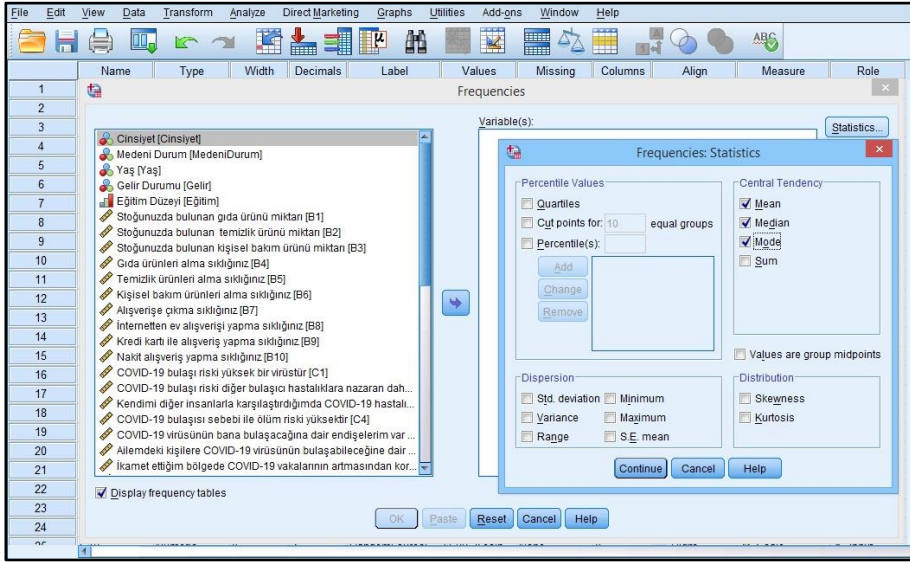 File Edit View Data Transform Analyze Direct Marketing Graphs Utilities Add-ons Window Help
Name Type Width Decimals Label Values Missing Columns Align Measure Role
Frequencies
1
2
3
4
5
6
7
8
9
10
11
12
13
14
15
16
17
18
19
20
21
22
23
24
Cinsiyet [Cinsiyet]
Medeni Durum [MedeniDurum]
Yaş [Yaş]
Gelir Durumu [Gelir]
Eğitim Düzeyi [Eğitim]
Stoğunuzda bulunan gıda ürünü miktarı [B1]
Stoğunuzda bulunan temizlik ürünü miktarı [B2]
Stoğunuzda bulunan kişisel bakım ürünü miktarı [B3]
Gıda ürünleri alma sıklığınız [B4]
Temizlik ürünleri alma sıklığınız [B5]
Kişisel bakım ürünleri alma sıklığınız [B6]
Alışverişe çıkma sıklığınız [B7]
İnternetten ev alışverişi yapma sıklığınız [B8]
Kredi kartı ile alışveriş yapma sıklığınız [B9]
Nakit alışveriş yapma sıklığınız [B10]
COVID-19 bulaşı riski yüksek bir virüstür [C1]
COVID-19 bulaşı riski diğer bulaşıcı hastalıklara nazaran dah...
Kendimi diğer insanlarla karşılaştırdığımda COVID-19 hastalı...
COVID-19 bulaşısı sebebi ile ölüm riski yüksektir [C4]
COVID-19 virüsünün bana bulaşacağına dair endişelerim var ...
Ailemdeki kişilere COVID-19 virüsünün bulaşabileceğine dair ...
İkamet ettiğim bölgede COVID-19 vakalarının artmasından kor...
Display frequency tables
Variable(s):
Statistics...
OK Paste Reset Cancel Help
Frequencies: Statistics
Percentile Values
Quartiles
Cut points for: 10 equal groups
Percentile(s):
Add
Change
Remove
Central Tendency
Mean
Median
Mode
Sum
Values are group midpoints
Dispersion
Std. deviation Minimum
Variance Maximum
Range S.E. mean
Distribution
Skewness
Kurtosis
Continue Cancel Help